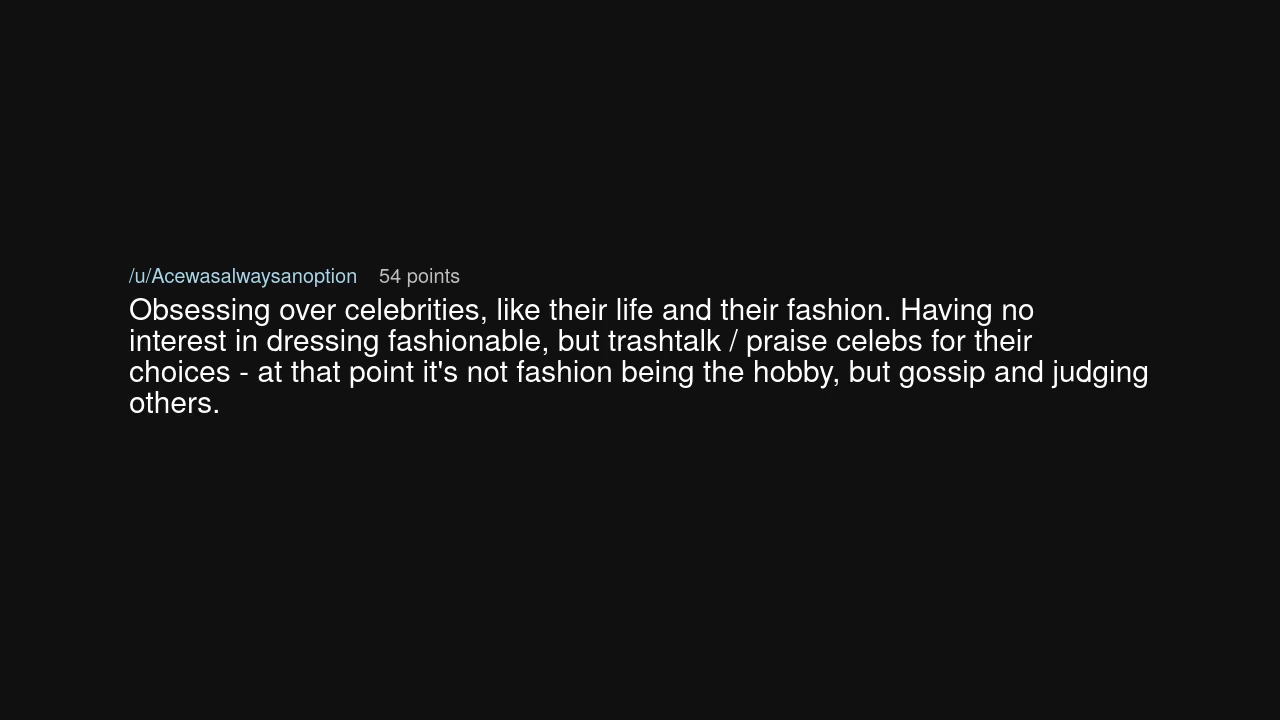 /u/Acewasalwaysanoption 54 points
Obsessing over celebrities, like their life and their fashion. Having no
interest in dressing fashionable, but trashtalk / praise celebs for their
choices - at that point it's not fashion being the hobby, but gossip and judging
others.